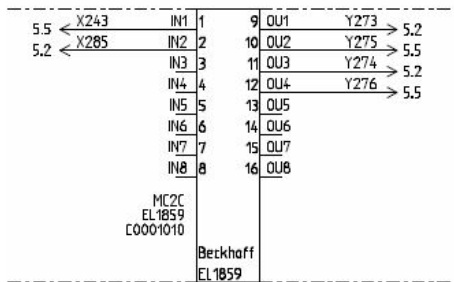 5.5 X243 IN1 1 9 OU1 Y273 5.2
5.2 X285 IN2 2 10 OU2 Y275 5.5
IN3 3 11 OU3 Y274 5.2
IN4 4 12 OU4 Y276 5.5
IN5 5 13 OU5
IN6 6 14 OU6
IN7 7 15 OU7
IN8 8 16 OU8
MC2C
EL1859
C0001010
Beckhoff
EL1859